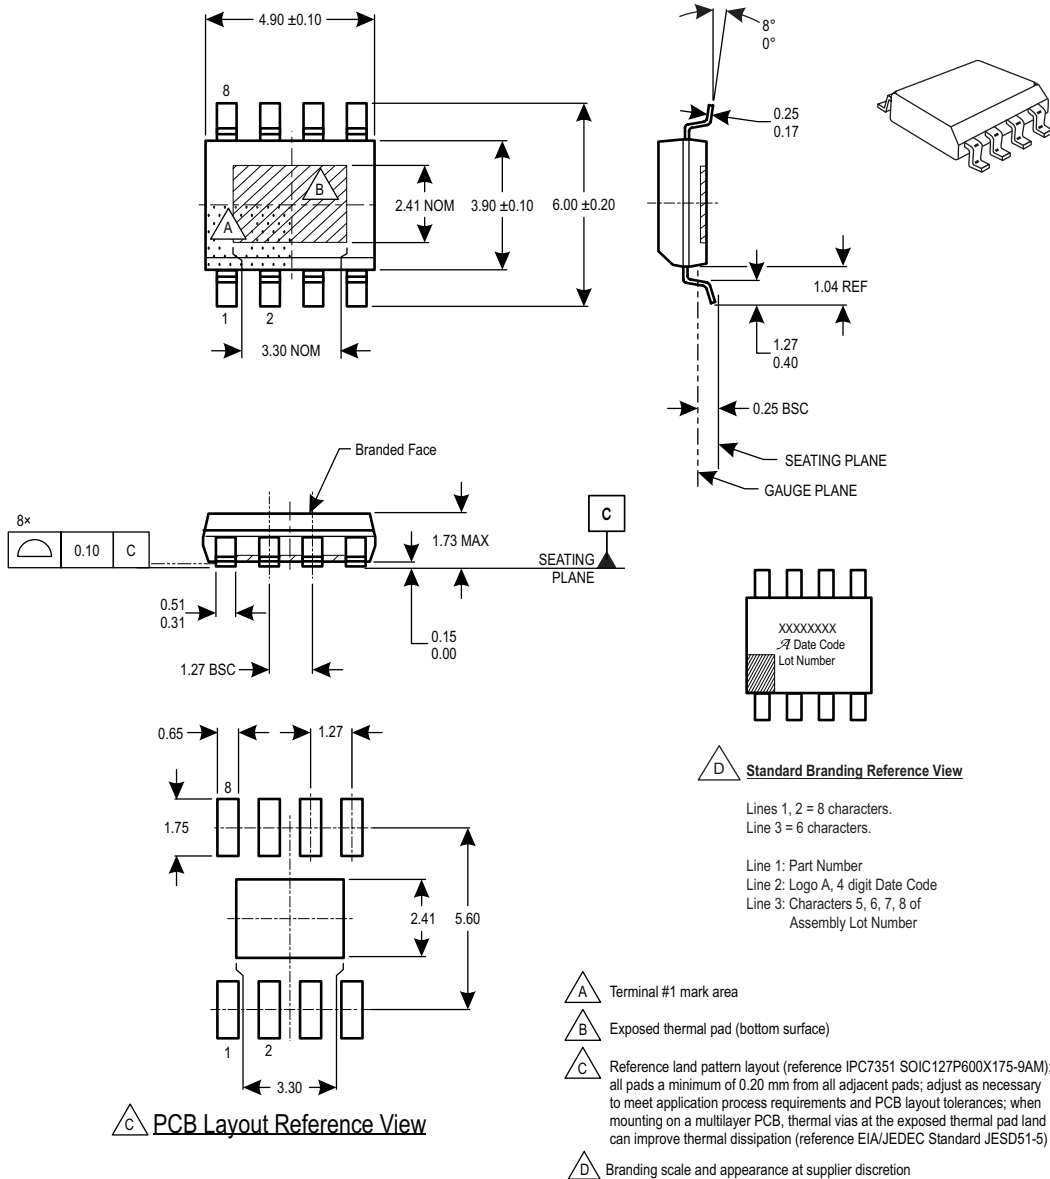 4.90 ±0.10
8°
0°
8
0.25
0.17
B
A
2.41 NOM
3.90 ±0.10
6.00 ±0.20
1.04 REF
1
2
3.30 NOM
1.27
0.40
0.25 BSC
SEATING PLANE
GAUGE PLANE
Branded Face
8×
0.10
C
1.73 MAX
C
SEATING
PLANE
0.51
0.31
0.15
0.00
1.27 BSC
XXXXXXXX
A Date Code
Lot Number
0.65
1.27
8
1.75
2.41
5.60
1
2
3.30
C PCB Layout Reference View
D Standard Branding Reference View
Lines 1, 2 = 8 characters.
Line 3 = 6 characters.
Line 1: Part Number
Line 2: Logo A, 4 digit Date Code
Line 3: Characters 5, 6, 7, 8 of
Assembly Lot Number
A Terminal #1 mark area
B Exposed thermal pad (bottom surface)
C Reference land pattern layout (reference IPC7351 SOIC127P600X175-9AM);
all pads a minimum of 0.20 mm from all adjacent pads; adjust as necessary
to meet application process requirements and PCB layout tolerances; when
mounting on a multilayer PCB, thermal vias at the exposed thermal pad land
can improve thermal dissipation (reference EIA/JEDEC Standard JESD51-5)
D Branding scale and appearance at supplier discretion